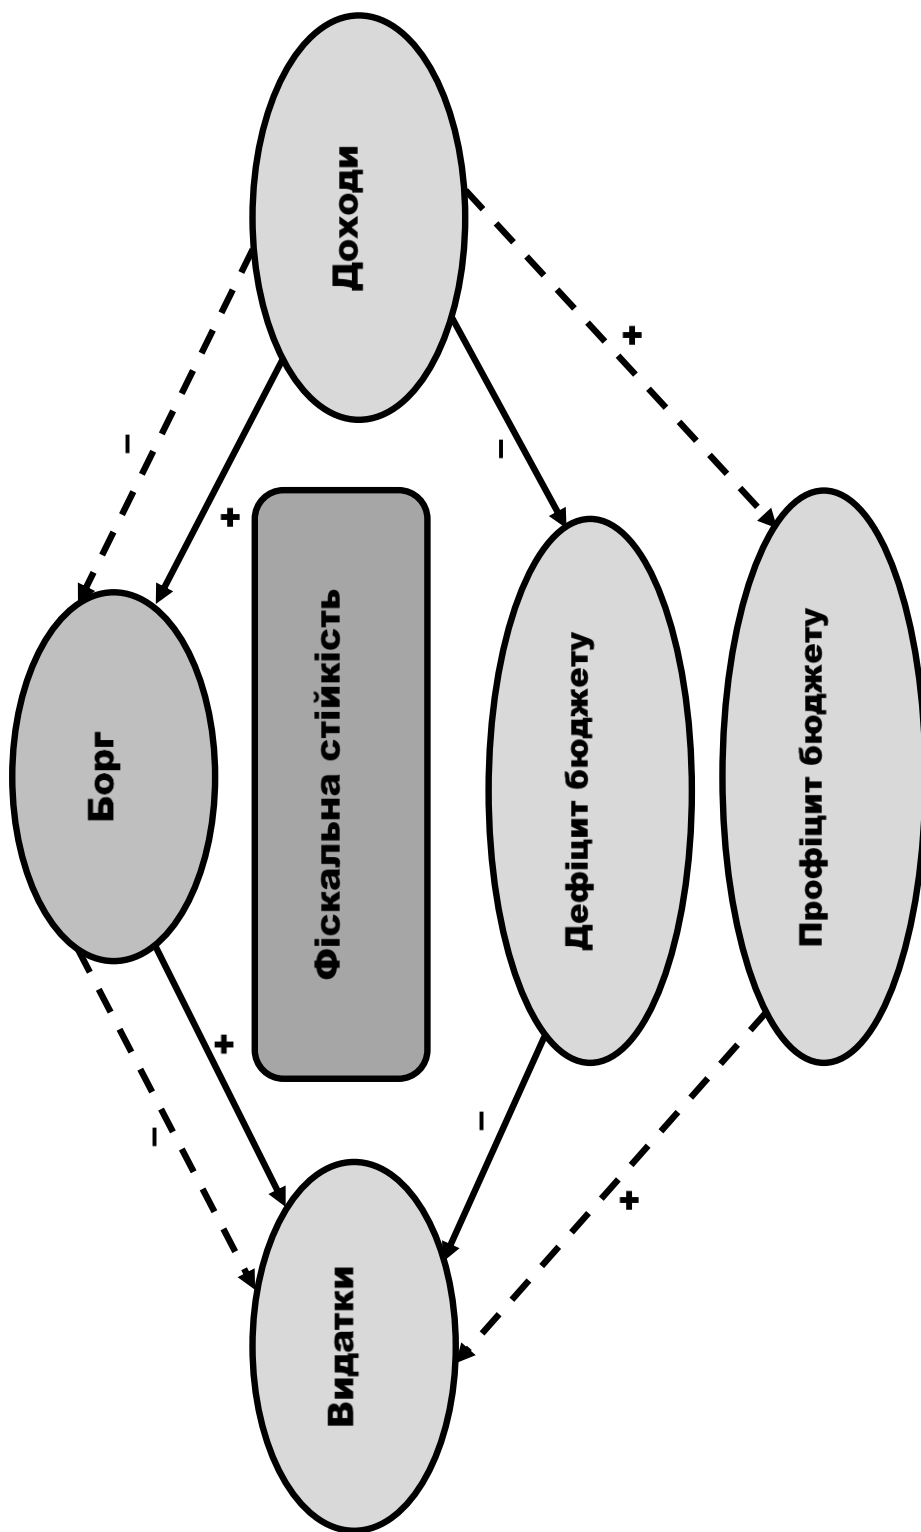 Борг
–
–
+
+
Видатки
Фіскальна стійкість
Доходи
–
–
Дефіцит бюджету
+
+
Профіцит бюджету